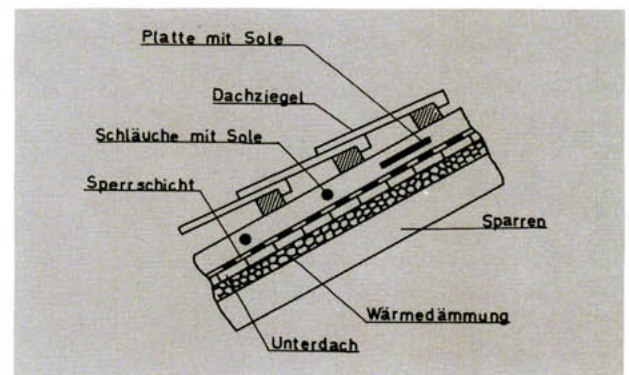 Platte mit Sole
Dachziegel
Schläuche mit Sole
Sperrschicht
Sparren
Wärmedämmung
Unterdach